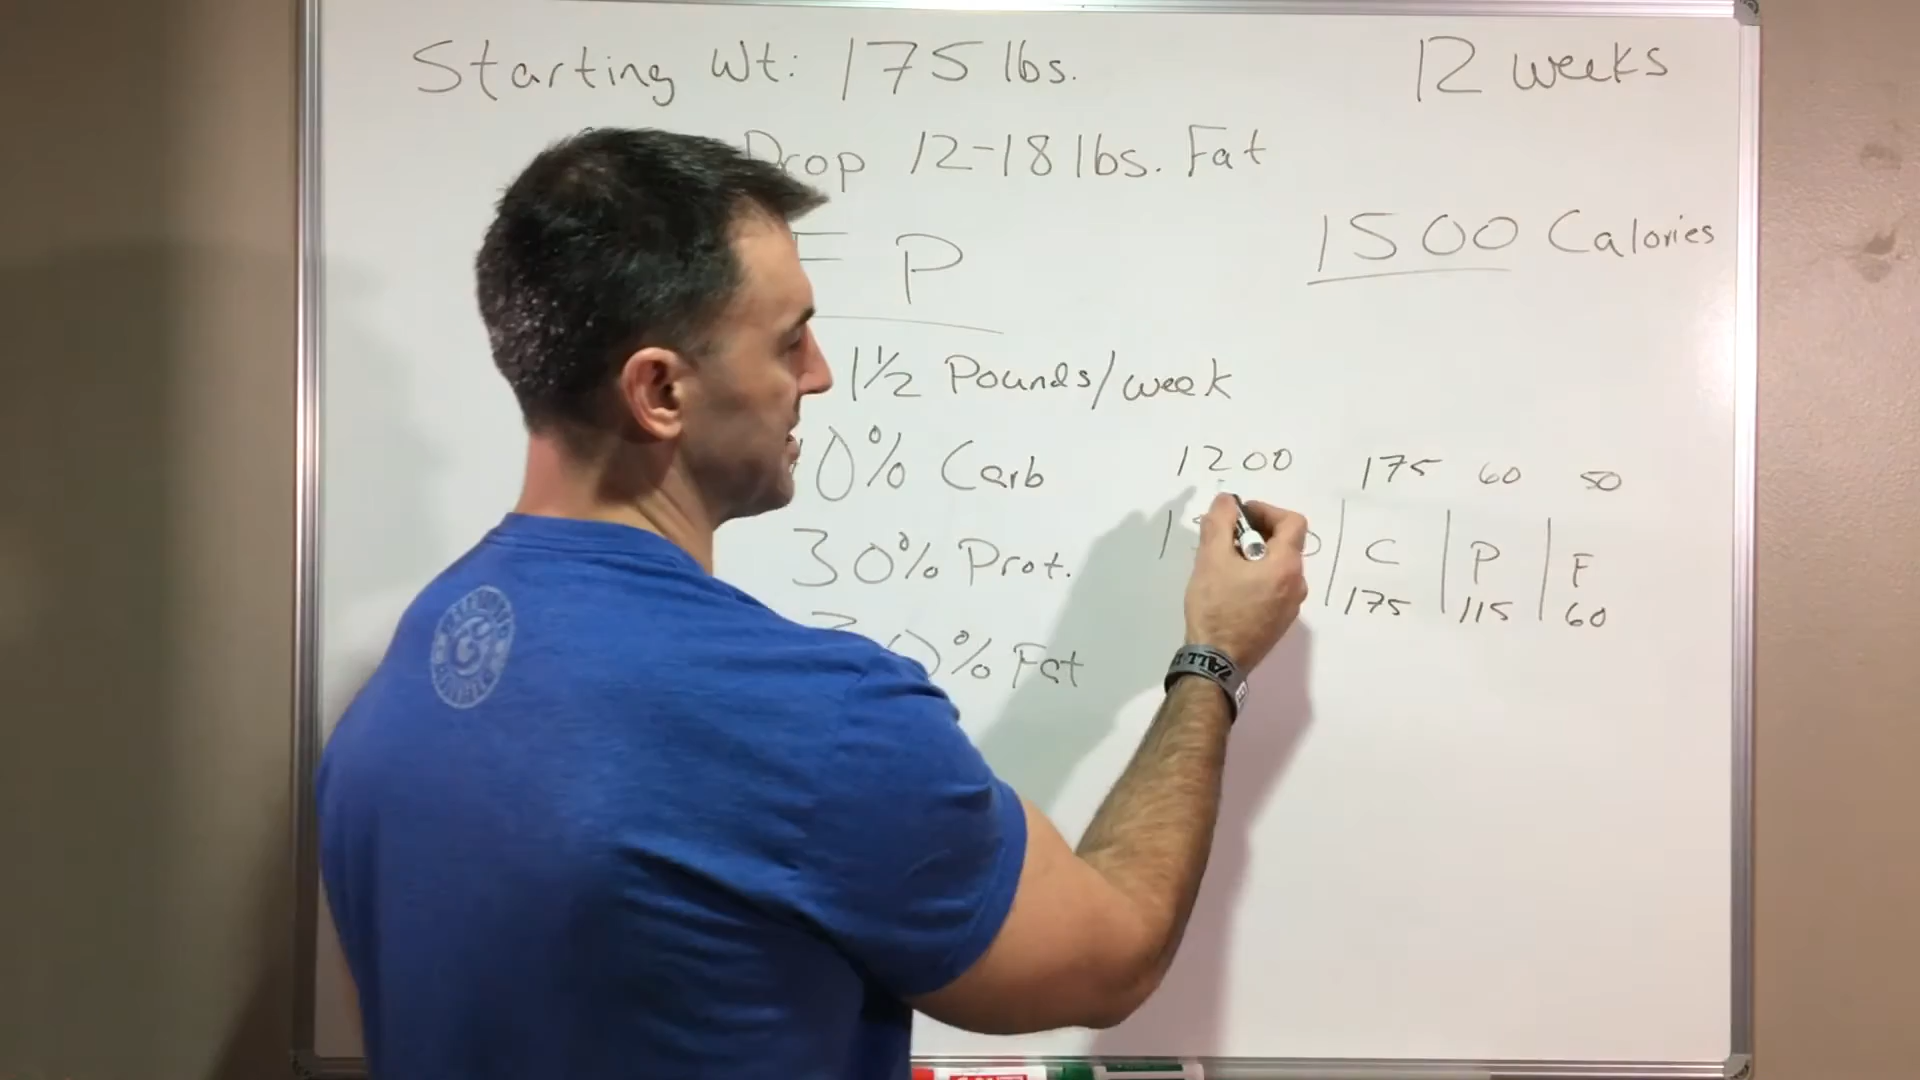 Starting Wt: 175 lbs.
12 weeks
Drop 12-18 lbs. Fat
1500 Calories
F P
1½ Pounds/week
0% Carb
1200 175 60 50
30% Prot.
C P F
175 115 60
0% Fat